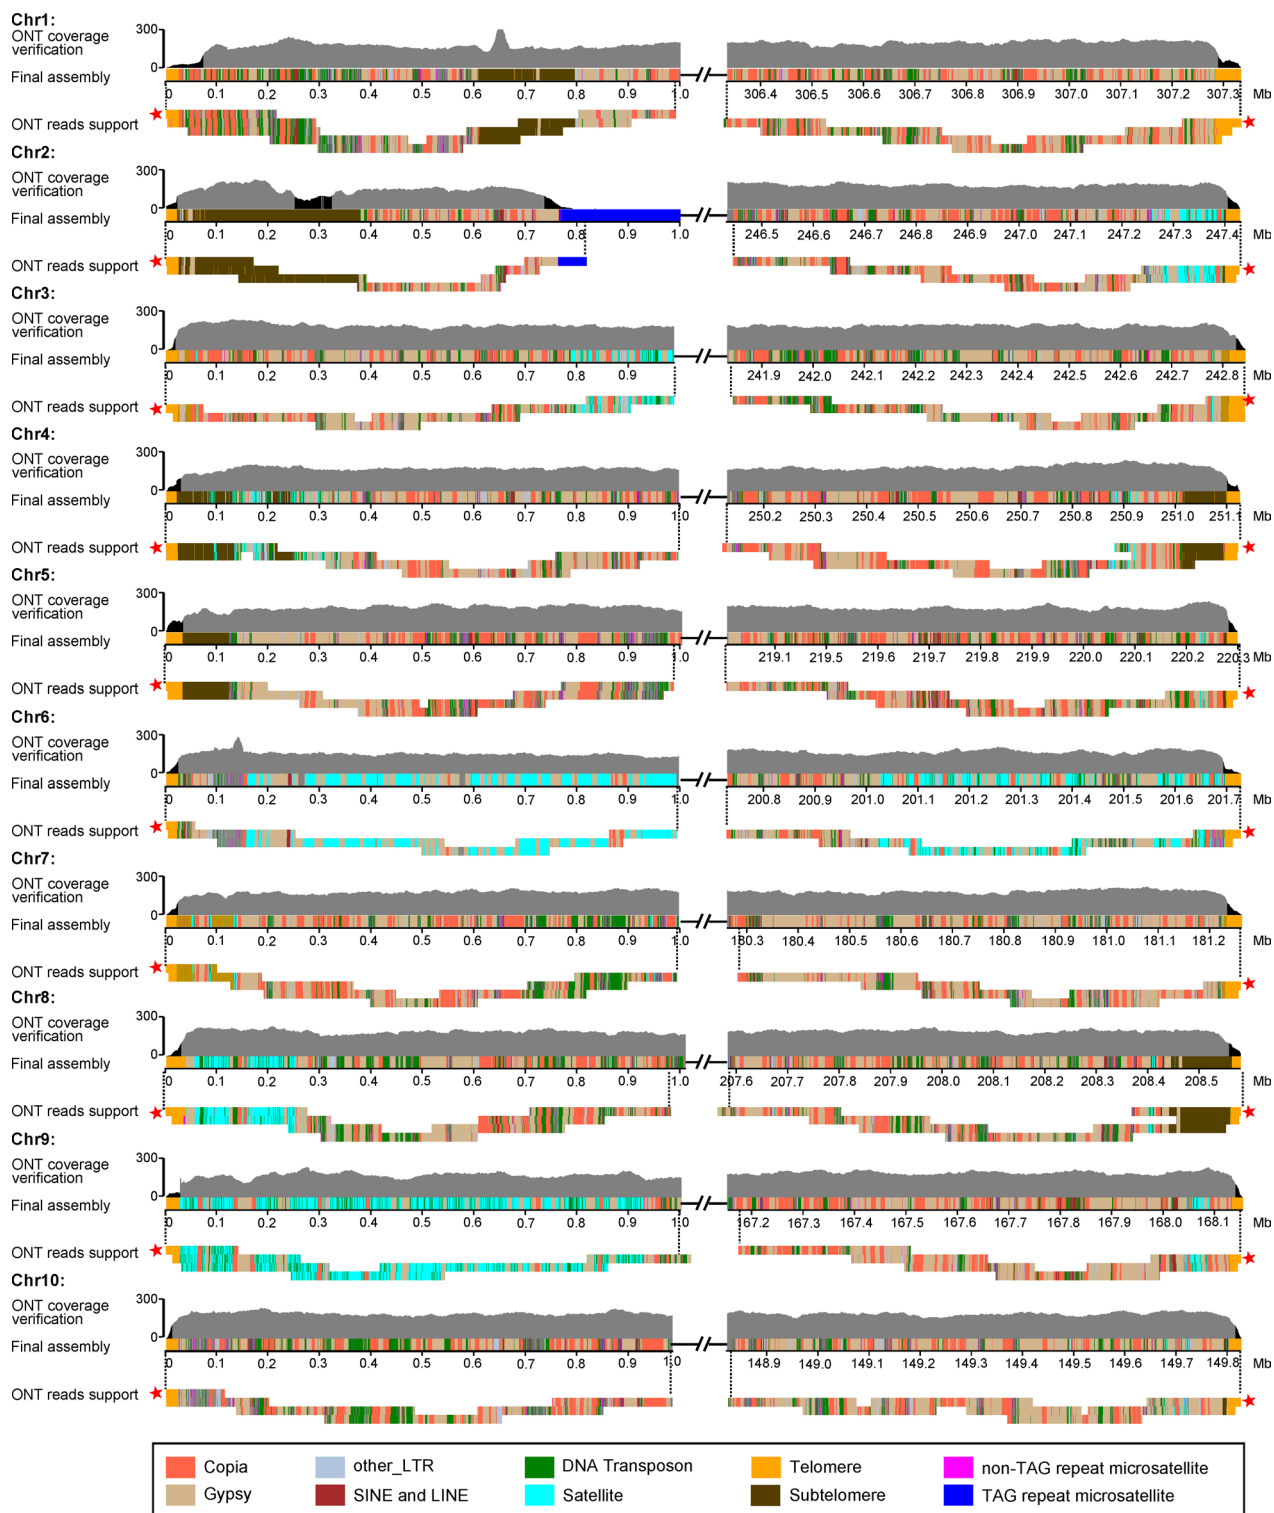 Chr1:
ONT coverage verification
300
0
Final assembly
0 0.1 0.2 0.3 0.4 0.5 0.6 0.7 0.8 0.9 1.0 306.4 306.5 306.6 306.7 306.8 306.9 307.0 307.1 307.2 307.3 Mb
ONT reads support
Chr2:
ONT coverage verification
300
0
Final assembly
0 0.1 0.2 0.3 0.4 0.5 0.6 0.7 0.8 0.9 1.0 246.5 246.6 246.7 246.8 246.9 247.0 247.1 247.2 247.3 247.4 Mb
ONT reads support
Chr3:
ONT coverage verification
300
0
Final assembly
0 0.1 0.2 0.3 0.4 0.5 0.6 0.7 0.8 0.9 1.0 241.9 242.0 242.1 242.2 242.3 242.4 242.5 242.6 242.7 242.8 Mb
ONT reads support
Chr4:
ONT coverage verification
300
0
Final assembly
0 0.1 0.2 0.3 0.4 0.5 0.6 0.7 0.8 0.9 1.0 250.2 250.3 250.4 250.5 250.6 250.7 250.8 250.9 251.0 251.1 Mb
ONT reads support
Chr5:
ONT coverage verification
300
0
Final assembly
0 0.1 0.2 0.3 0.4 0.5 0.6 0.7 0.8 0.9 1.0 219.1 219.5 219.6 219.7 219.8 219.9 220.0 220.1 220.2 220.3 Mb
ONT reads support
Chr6:
ONT coverage verification
300
0
Final assembly
0 0.1 0.2 0.3 0.4 0.5 0.6 0.7 0.8 0.9 1.0 200.8 200.9 201.0 201.1 201.2 201.3 201.4 201.5 201.6 201.7 Mb
ONT reads support
Chr7:
ONT coverage verification
300
0
Final assembly
0 0.1 0.2 0.3 0.4 0.5 0.6 0.7 0.8 0.9 1.0 180.3 180.4 180.5 180.6 180.7 180.8 180.9 181.0 181.1 181.2 Mb
ONT reads support
Chr8:
ONT coverage verification
300
0
Final assembly
0 0.1 0.2 0.3 0.4 0.5 0.6 0.7 0.8 0.9 1.0 207.6 207.7 207.8 207.9 208.0 208.1 208.2 208.3 208.4 208.5 Mb
ONT reads support
Chr9:
ONT coverage verification
300
0
Final assembly
0 0.1 0.2 0.3 0.4 0.5 0.6 0.7 0.8 0.9 1.0 167.2 167.3 167.4 167.5 167.6 167.7 167.8 167.9 168.0 168.1 Mb
ONT reads support
Chr10:
ONT coverage verification
300
0
Final assembly
0 0.1 0.2 0.3 0.4 0.5 0.6 0.7 0.8 0.9 1.0 148.9 149.0 149.1 149.2 149.3 149.4 149.5 149.6 149.7 149.8 Mb
ONT reads support
Copia other_LTR DNA Transposon Telomere non-TAG repeat microsatellite
Gypsy SINE and LINE Satellite Subtelomere TAG repeat microsatellite